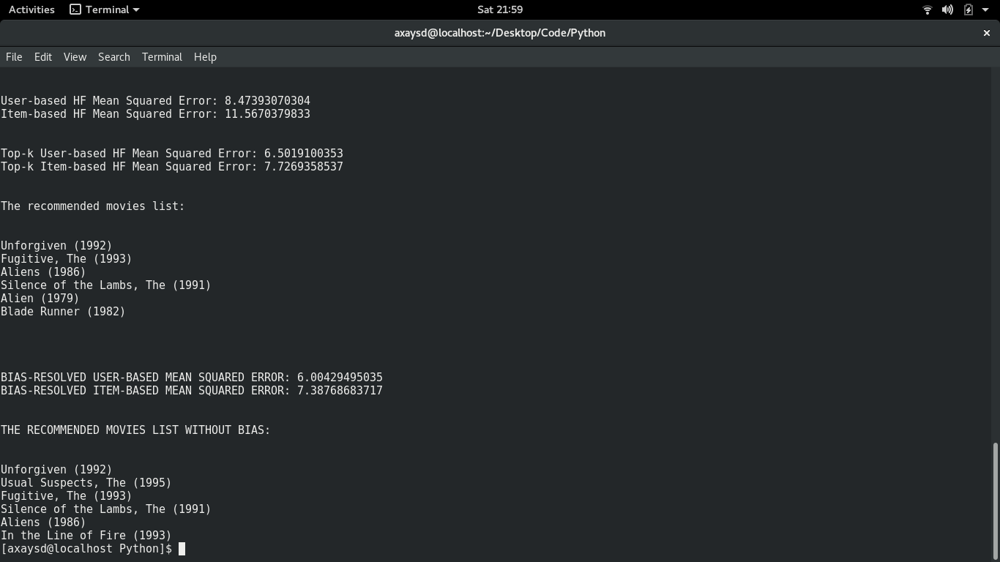 Activities Terminal Sat 21:59
axaysd@localhost:~/Desktop/Code/Python
File Edit View Search Terminal Help
User-based HF Mean Squared Error: 8.47393070304
Item-based HF Mean Squared Error: 11.5670379833
Top-k User-based HF Mean Squared Error: 6.5019100353
Top-k Item-based HF Mean Squared Error: 7.7269358537
The recommended movies list:
Unforgiven (1992)
Fugitive, The (1993)
Aliens (1986)
Silence of the Lambs, The (1991)
Alien (1979)
Blade Runner (1982)
BIAS-RESOLVED USER-BASED MEAN SQUARED ERROR: 6.00429495035
BIAS-RESOLVED ITEM-BASED MEAN SQUARED ERROR: 7.38768683717
THE RECOMMENDED MOVIES LIST WITHOUT BIAS:
Unforgiven (1992)
Usual Suspects, The (1995)
Fugitive, The (1993)
Silence of the Lambs, The (1991)
Aliens (1986)
In the Line of Fire (1993)
[axaysd@localhost Python]$